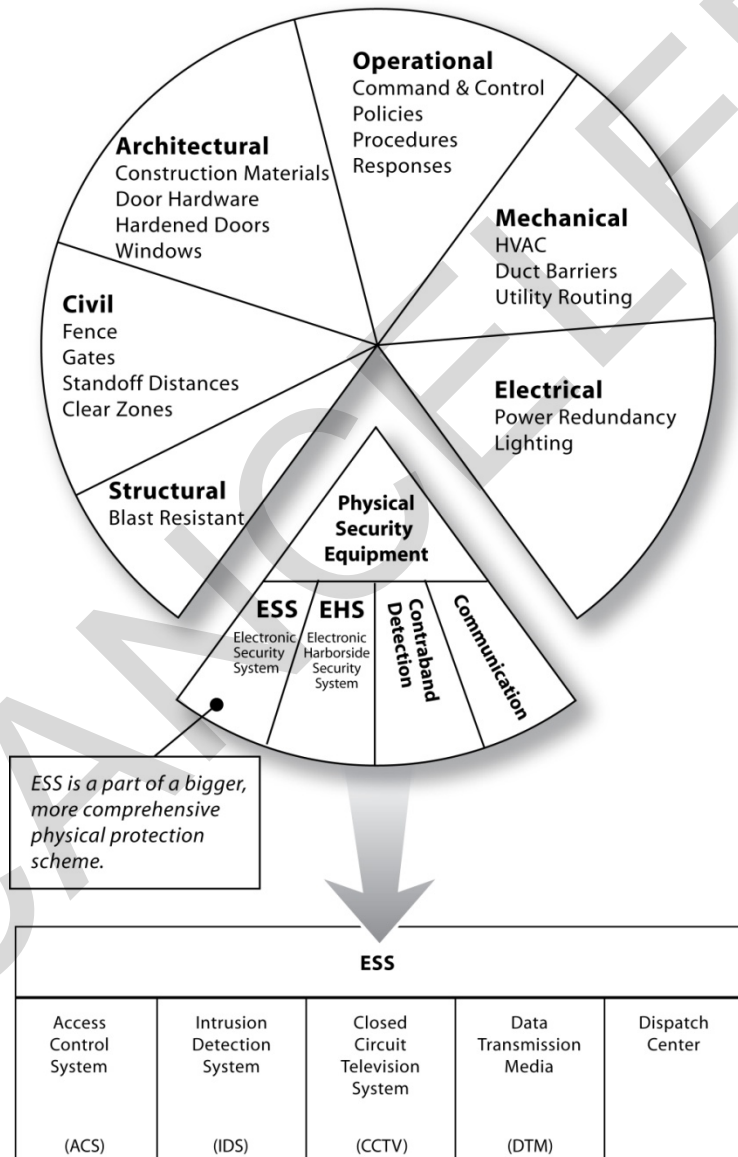 Operational
Command & Control
Policies
Procedures
Responses
Architectural
Construction Materials
Door Hardware
Hardened Doors
Windows
Mechanical
HVAC
Duct Barriers
Utility Routing
Civil
Fence
Gates
Standoff Distances
Clear Zones
Electrical
Power Redundancy
Lighting
Structural
Blast Resistant
Physical
Security
Equipment
ESS
Electronic
Security
System
EHS
Electronic
Harborside
Security
System
Contraband
Detection
Communication
ESS is a part of a bigger,
more comprehensive
physical protection
scheme.
ESS
Access
Control
System
(ACS)
Intrusion
Detection
System
(IDS)
Closed
Circuit
Television
System
(CCTV)
Data
Transmission
Media
(DTM)
Dispatch
Center
CANCELE